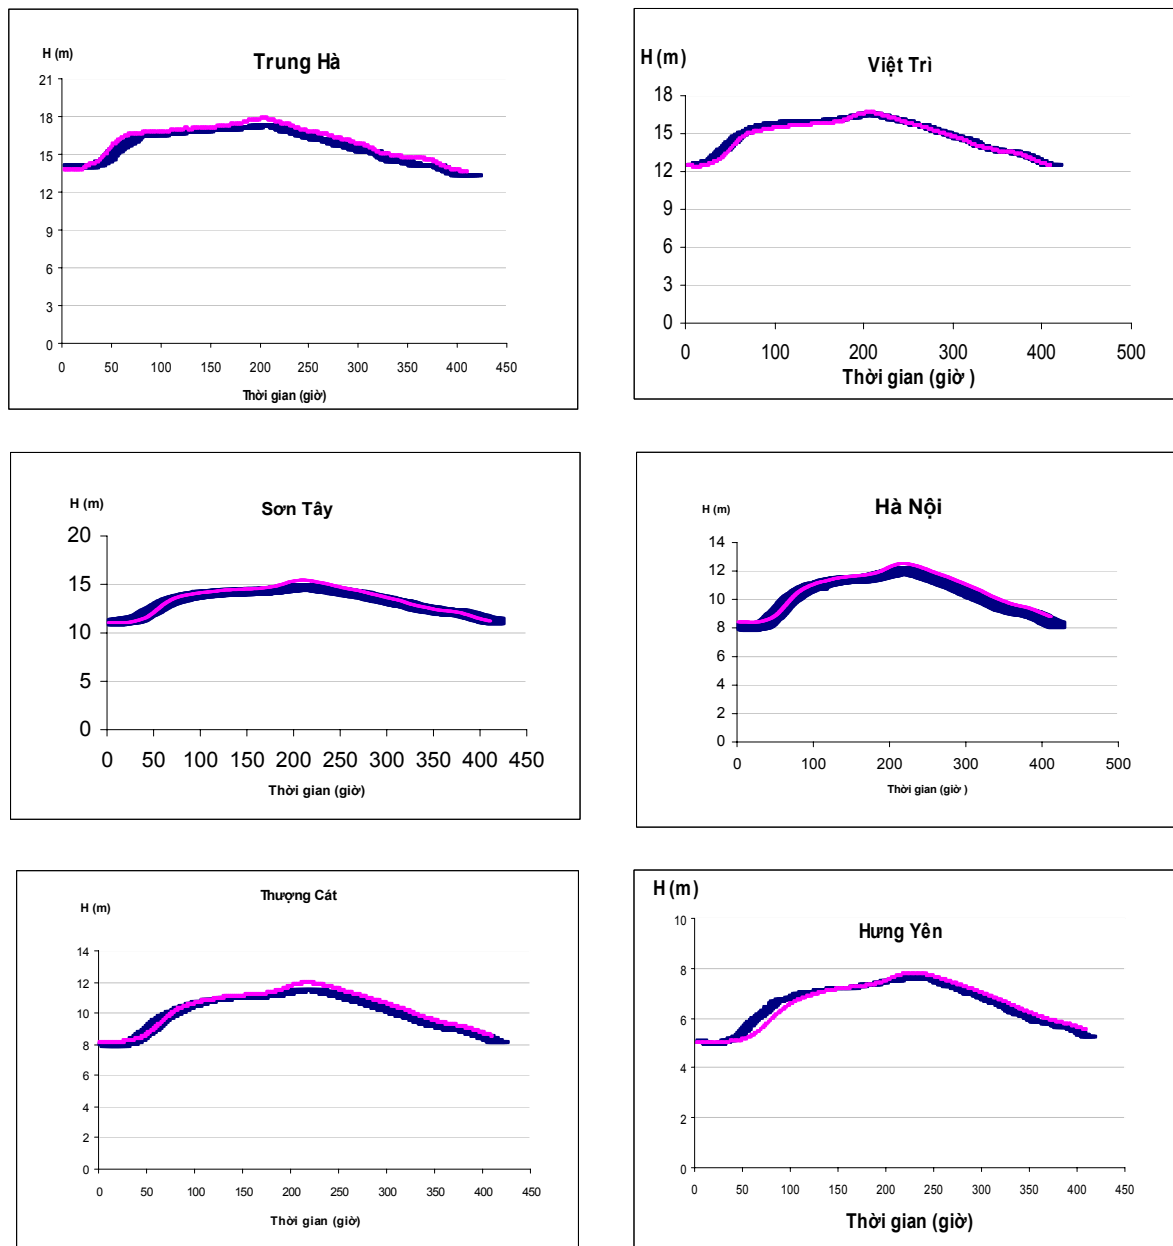 H (m)
Trung Hà
21
18
15
12
9
6
3
0
0 50 100 150 200 250 300 350 400 450
Thời gian (giờ)
H (m)
Việt Trì
18
15
12
9
6
3
0
0 100 200 300 400 500
Thời gian (giờ )
H (m)
Sơn Tây
20
15
10
5
0
0 50 100 150 200 250 300 350 400 450
Thời gian (giờ)
H (m)
Hà Nội
14
12
10
8
6
4
2
0
0 100 200 300 400 500
Thời gian (giờ )
Thượng Cát
H (m)
14
12
10
8
6
4
2
0
0 50 100 150 200 250 300 350 400 450
Thời gian (giờ)
H (m)
Hưng Yên
10
8
6
4
2
0
0 50 100 150 200 250 300 350 400 450
Thời gian (giờ)